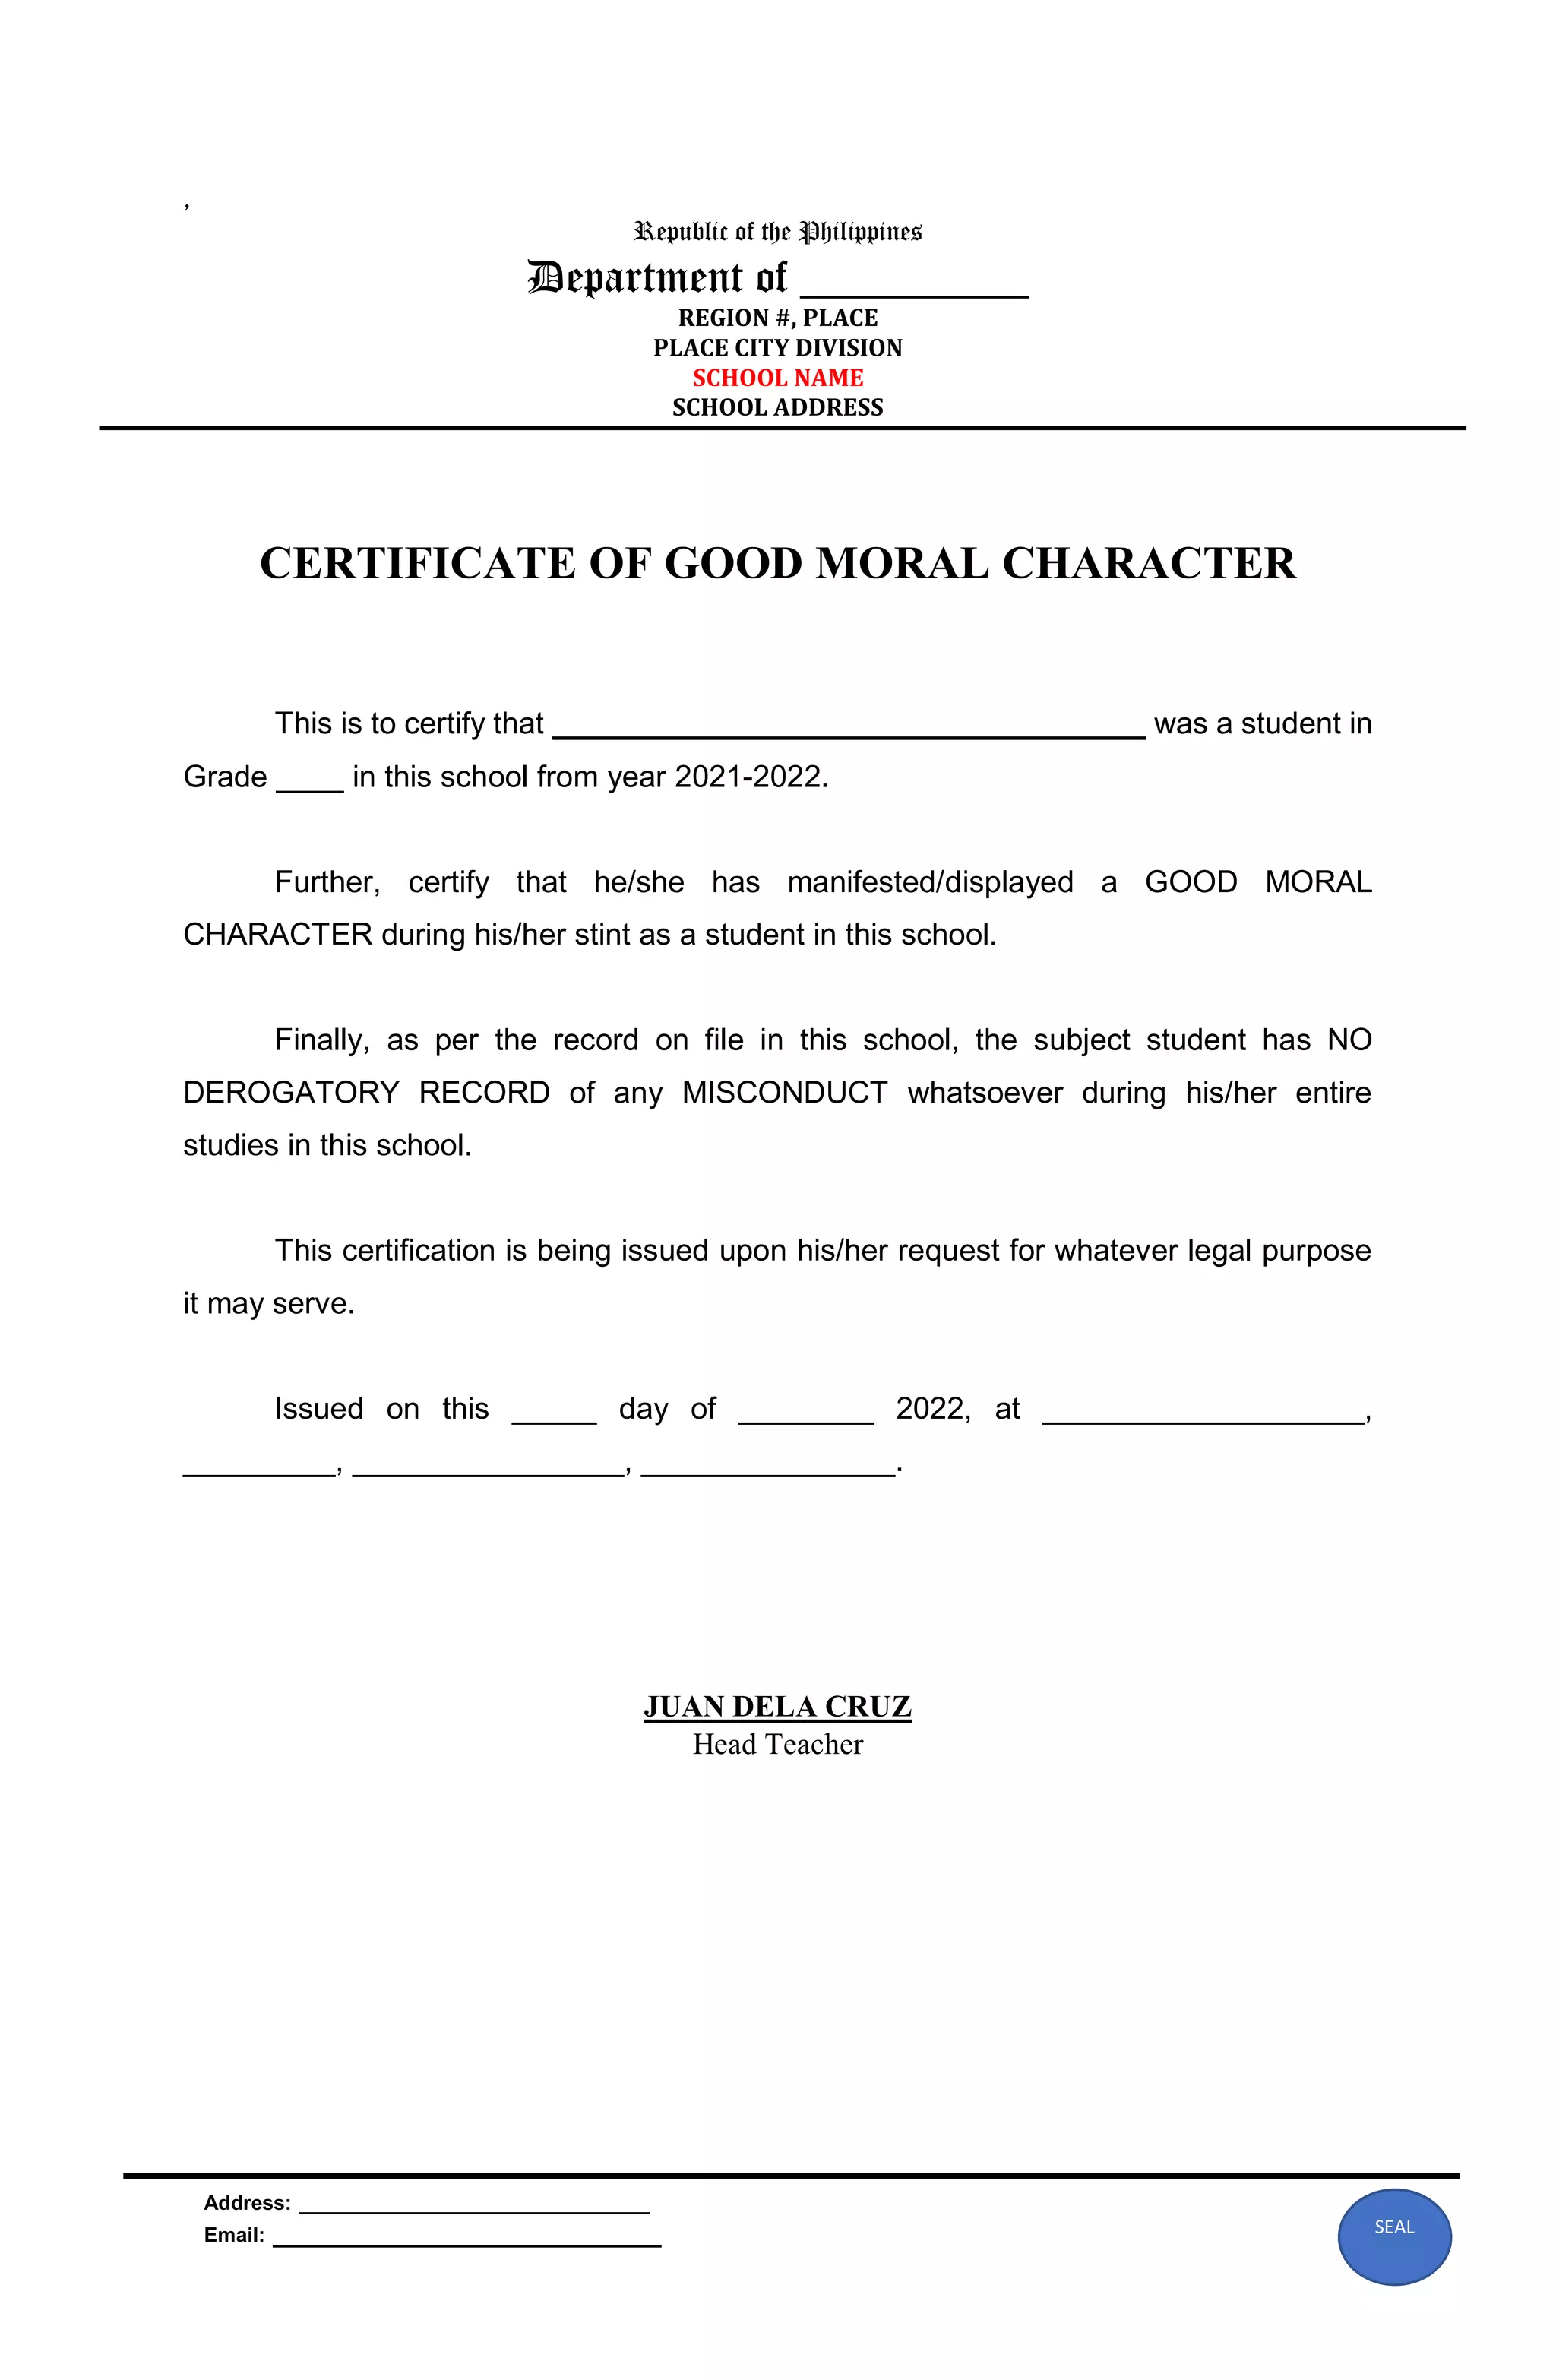 ,
Republic of the Philippines
Department of __________
REGION #, PLACE
PLACE CITY DIVISION
SCHOOL NAME
SCHOOL ADDRESS
CERTIFICATE OF GOOD MORAL CHARACTER
This is to certify that ___________________________________ was a student in
Grade ____ in this school from year 2021-2022.
Further, certify that he/she has manifested/displayed a GOOD MORAL
CHARACTER during his/her stint as a student in this school.
Finally, as per the record on file in this school, the subject student has NO
DEROGATORY RECORD of any MISCONDUCT whatsoever during his/her entire
studies in this school.
This certification is being issued upon his/her request for whatever legal purpose
it may serve.
Issued on this _____ day of ________ 2022, at ___________________,
_________, ________________, _______________.
JUAN DELA CRUZ
Head Teacher
Address: ______________________________
Email: _________________________________
SEAL